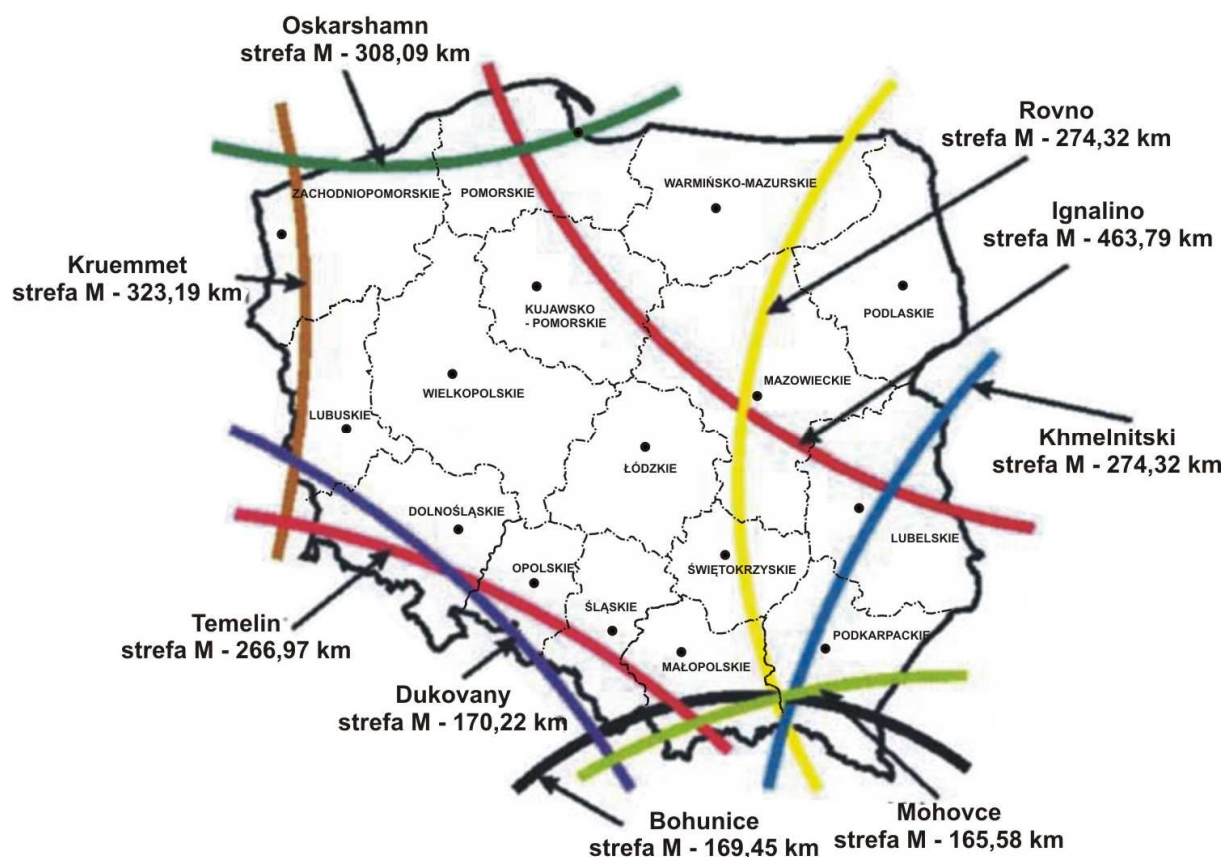 Oskarshamn
strefa M - 308,09 km
Rovno
strefa M - 274,32 km
Ignalino
strefa M - 463,79 km
Kruemmet
strefa M - 323,19 km
Khmelnitski
strefa M - 274,32 km
Temelin
strefa M - 266,97 km
Dukovany
strefa M - 170,22 km
Bohunice
strefa M - 169,45 km
Mohovce
strefa M - 165,58 km
ZACHODNIOPOMORSKIE
POMORSKIE
WARMIŃSKO-MAZURSKIE
KUJAWSKO
- POMORSKIE
PODLASKIE
MAZOWIECKIE
WIELKOPOLSKIE
LUBUSKIE
ŁÓDZKIE
DOLNOŚLĄSKIE
LUBELSKIE
OPOLSKIE
ŚWIĘTOKRZYSKIE
ŚLĄSKIE
PODKARPACKIE
MAŁOPOLSKIE